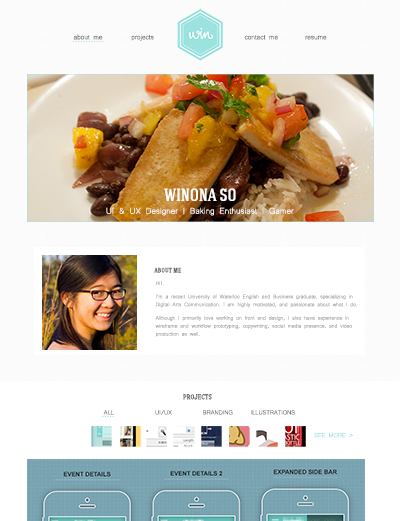 about me
projects
win
contact me
resume
WINONA SO
UI & UX Designer | Baking Enthusiast | Gamer
ABOUT ME
Hi!
I'm a recent University of Waterloo English and Business graduate, specializing in
Digital Arts Communication. I am highly motivated, and passionate about what I do.
Although I primarily love working on front end design, I also have experience in
wireframe and workflow prototyping, copywriting, social media presence, and video
production as well.
PROJECTS
ALL
UI/UX
BRANDING
ILLUSTRATIONS
SEE MORE >
EVENT DETAILS
EVENT DETAILS 2
EXPANDED SIDE BAR